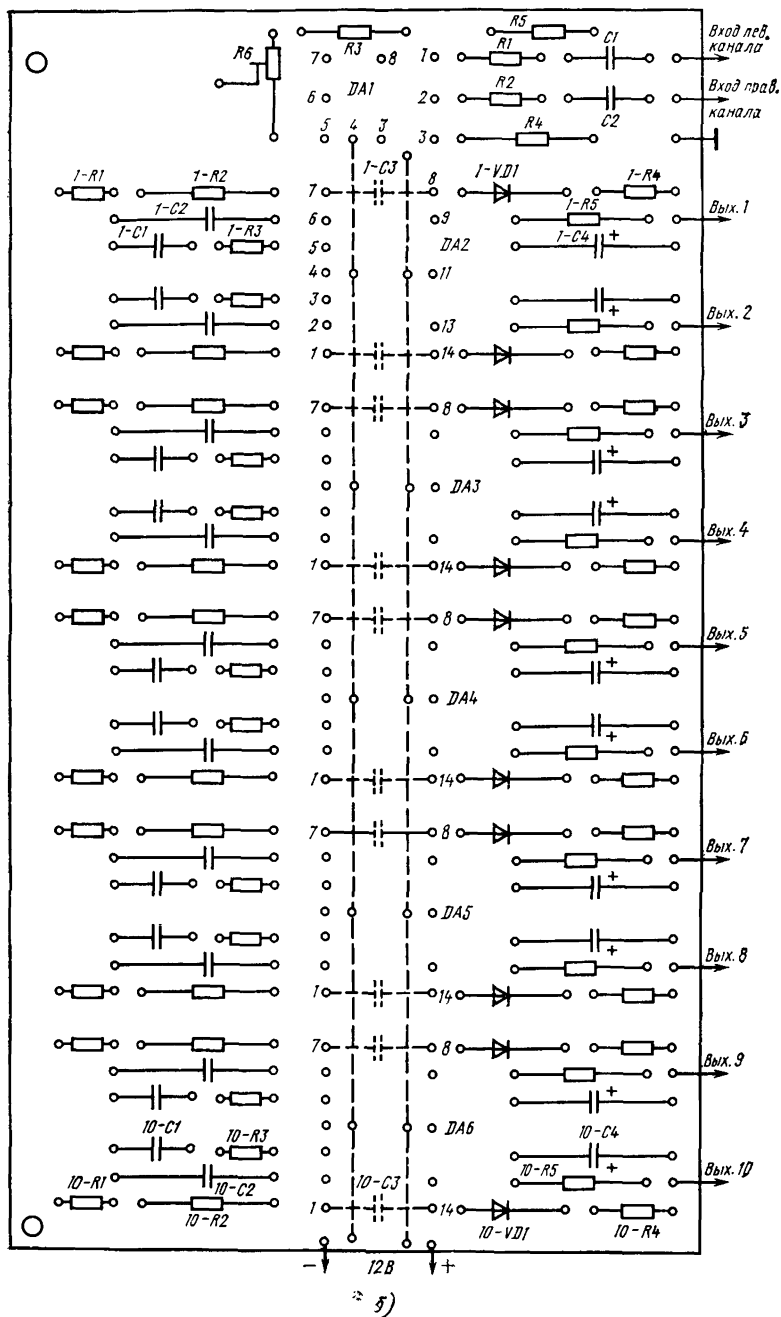 R5
R6
R3
7
8
1
R1
C1
Вход лев. канала
DA1
6
2
R2
C2
Вход прав. канала
5
4
3
3
R4
1-R1
1-R2
7
1-C3
8
1-VD1
1-R4
1-C2
6
9
1-R5
Вых. 1
1-C1
1-R3
5
DA2
1-C4
+
4
11
3
2
13
+
Вых. 2
1
14
7
8
Вых. 3
+
DA3
+
Вых. 4
1
14
7
8
Вых. 5
+
DA4
+
Вых. 6
1
14
7
8
Вых. 7
+
DA5
+
Вых. 8
1
14
7
8
Вых. 9
+
10-C1
DA6
10-C4
10-R3
+
10-R1
10-C2
10-R5
Вых. 10
10-R2
1
10-C3
14
10-VD1
10-R4
−
12В
+
б)